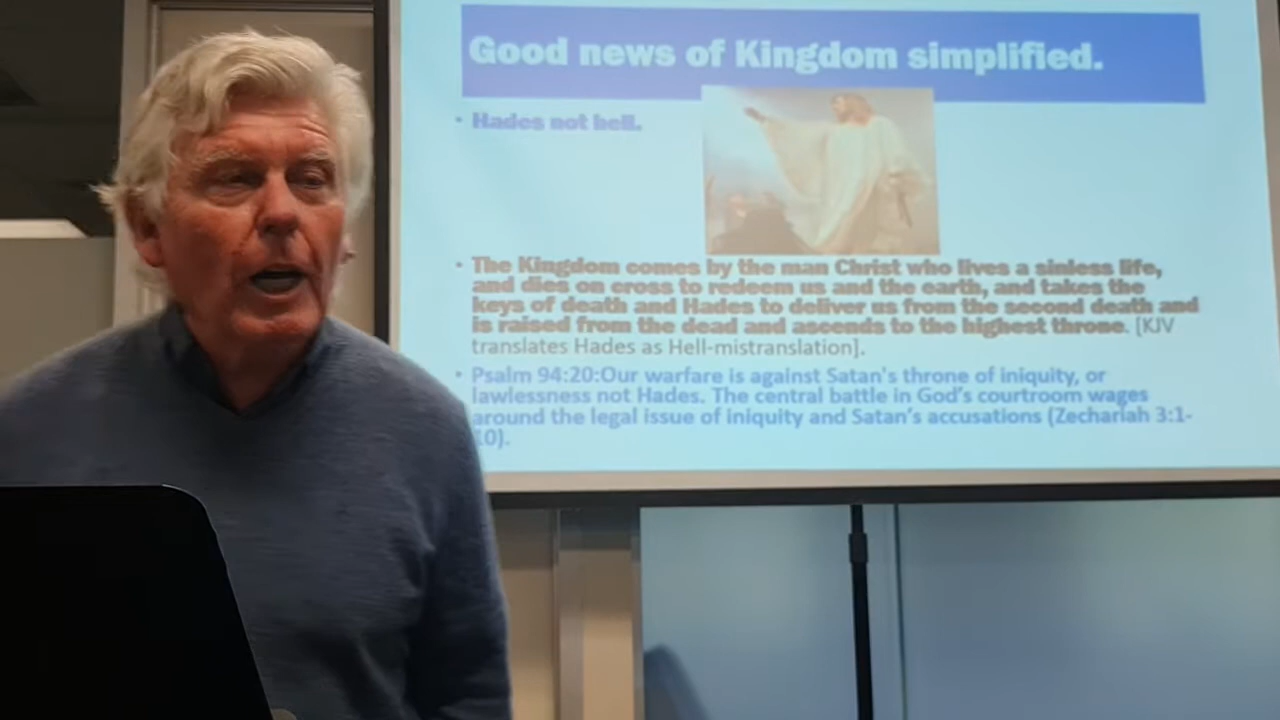 Good news of Kingdom simplified.
• Hades not hell.
• The Kingdom comes by the man Christ who lives a sinless life,
and dies on cross to redeem us and the earth, and takes the
keys of death and Hades to deliver us from the second death and
is raised from the dead and ascends to the highest throne. [KJV
translates Hades as Hell-mistranslation].
• Psalm 94:20:Our warfare is against Satan's throne of iniquity, or
lawlessness not Hades. The central battle in God's courtroom wages
around the legal issue of iniquity and Satan's accusations (Zechariah 3:1-
10).